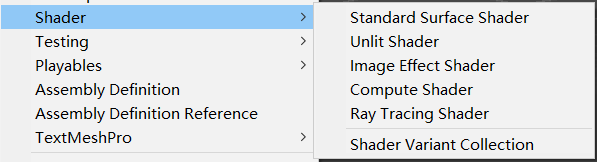 Shader
Testing
Playables
Assembly Definition
Assembly Definition Reference
TextMeshPro
Standard Surface Shader
Unlit Shader
Image Effect Shader
Compute Shader
Ray Tracing Shader
Shader Variant Collection